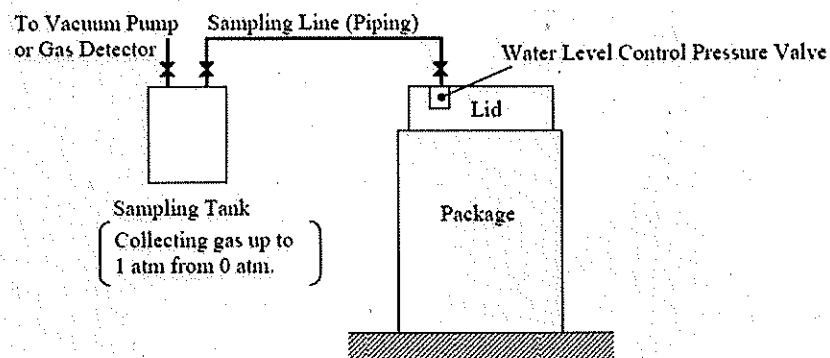 To Vacuum Pump
or Gas Detector
Sampling Line (Piping)
Water Level Control Pressure Valve
Lid
Package
Sampling Tank
Collecting gas up to
1 atm from 0 atm.